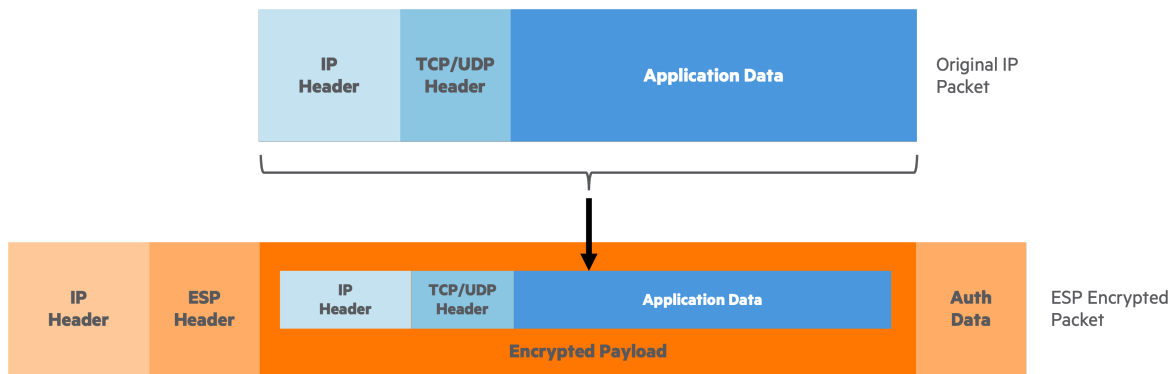 IP
Header
TCP/UDP
Header
Application Data
Original IP
Packet
IP
Header
ESP
Header
IP
Header
TCP/UDP
Header
Application Data
Encrypted Payload
Auth
Data
ESP Encrypted
Packet